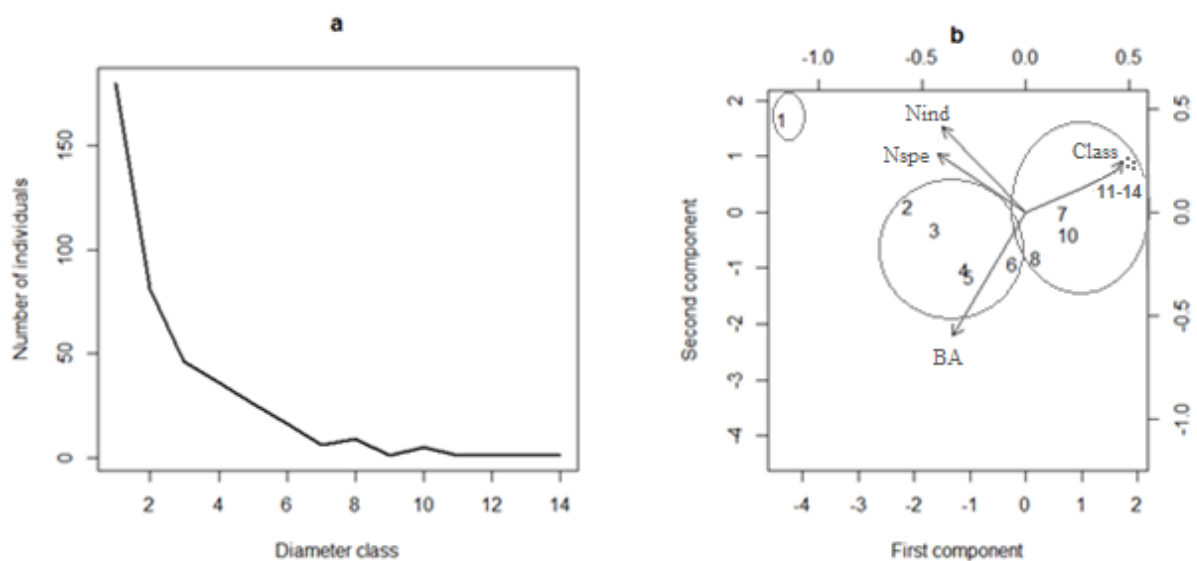 a
Number of individuals
0 50 100 150
2 4 6 8 10 12 14
Diameter class
b
-1.0 -0.5 0.0 0.5
Second component
2 1 0 -1 -2 -3 -4
0.5 0.0 -0.5 -1.0
1
Nind
Nspe
Class
11-14
2
3
7
10
4
5
6
8
BA
-4 -3 -2 -1 0 1 2
First component